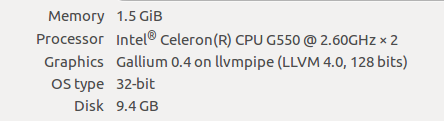 Memory 1.5 GiB
Processor Intel® Celeron(R) CPU G550 @ 2.60GHz × 2
Graphics Gallium 0.4 on llvmpipe (LLVM 4.0, 128 bits)
OS type 32-bit
Disk 9.4 GB